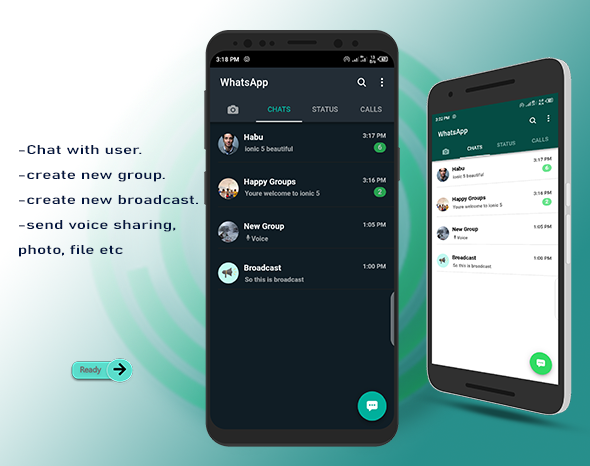 -Chat with user.
-create new group.
-create new broadcast.
-send voice sharing,
photo, file etc
Ready
3:18 PM
WhatsApp
CHATS STATUS CALLS
Habu 3:17 PM
ionic 5 beautiful 6
Happy Groups 3:16 PM
Youre welcome to ionic 5 2
New Group 1:05 PM
Voice
Broadcast 1:00 PM
So this is broadcast
3:52 PM
WhatsApp
CHATS STATUS CALLS
Habu 3:17 PM
ionic 5 beautiful
Happy Groups 3:16 PM
Youre welcome to ionic 5 2
New Group 1:05 PM
Voice
Broadcast 1:00 PM
So this is broadcast